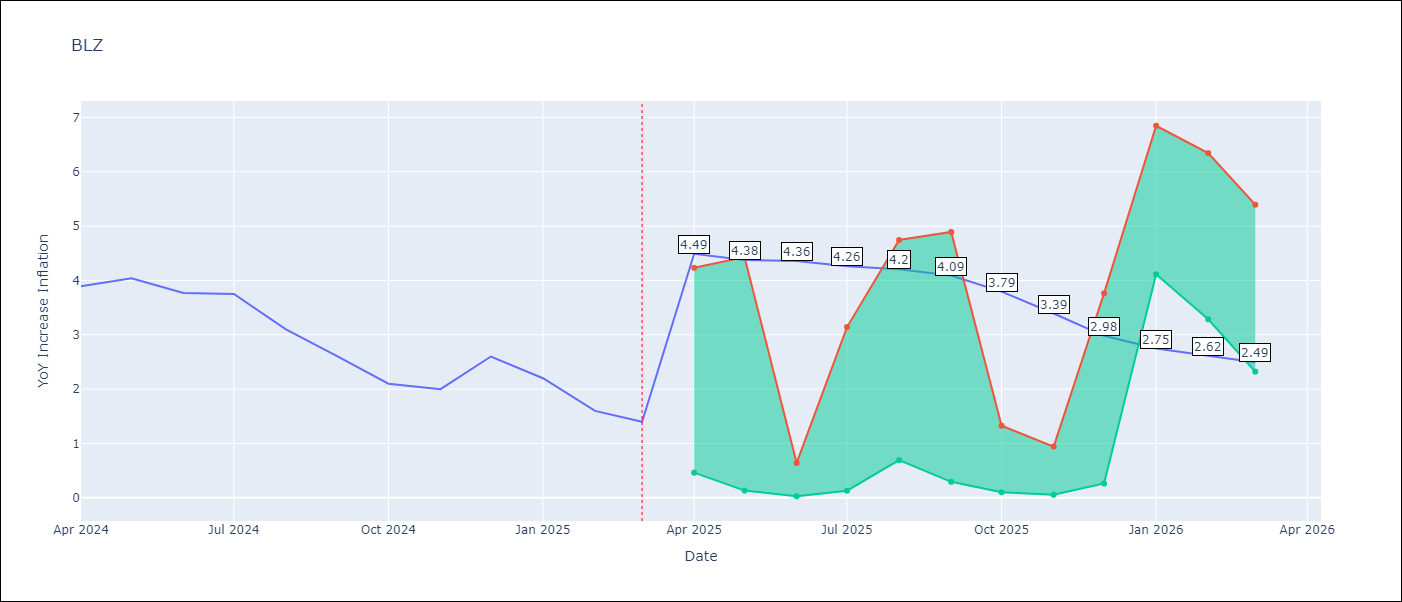 BLZ
YoY Increase Inflation
7
6
5
4
3
2
1
0
4.49
4.38
4.36
4.26
4.2
4.09
3.79
3.39
2.98
2.75
2.62
2.49
Apr 2024
Jul 2024
Oct 2024
Jan 2025
Apr 2025
Jul 2025
Oct 2025
Jan 2026
Apr 2026
Date